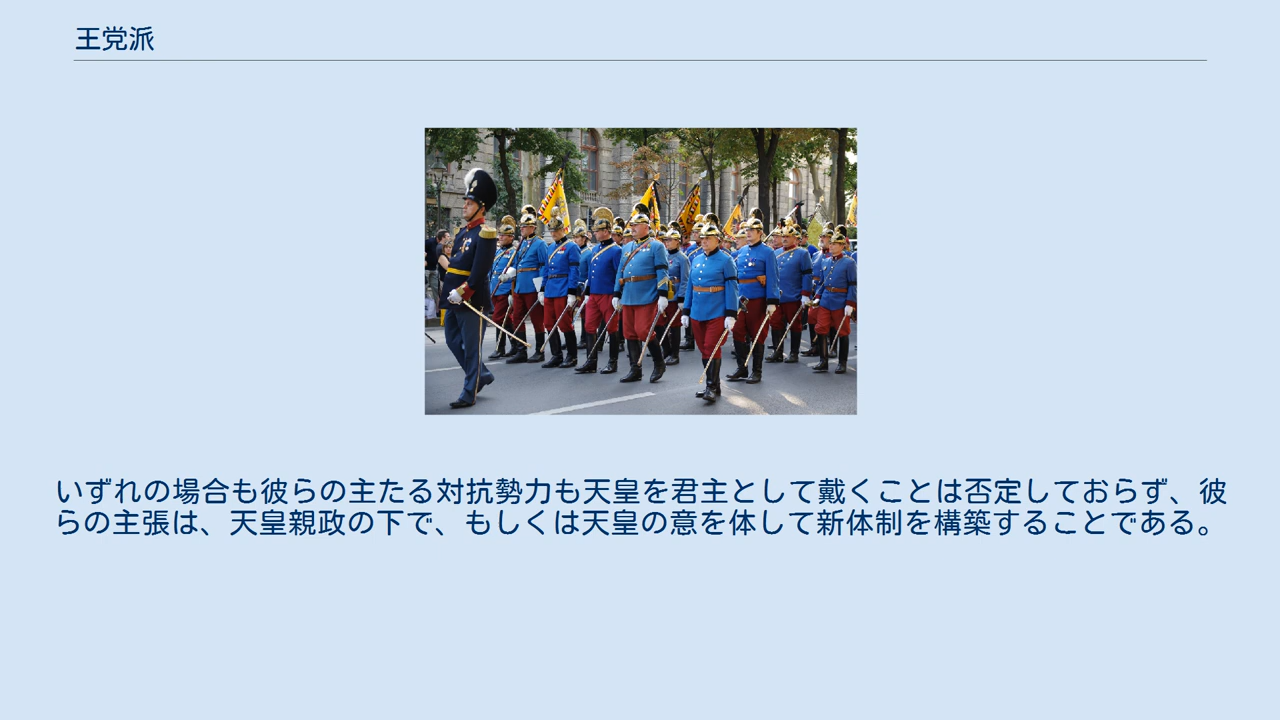 王党派
いずれの場合も彼らの主たる対抗勢力も天皇を君主として戴くことは否定しておらず、彼
らの主張は、天皇親政の下で、もしくは天皇の意を体して新体制を構築することである。